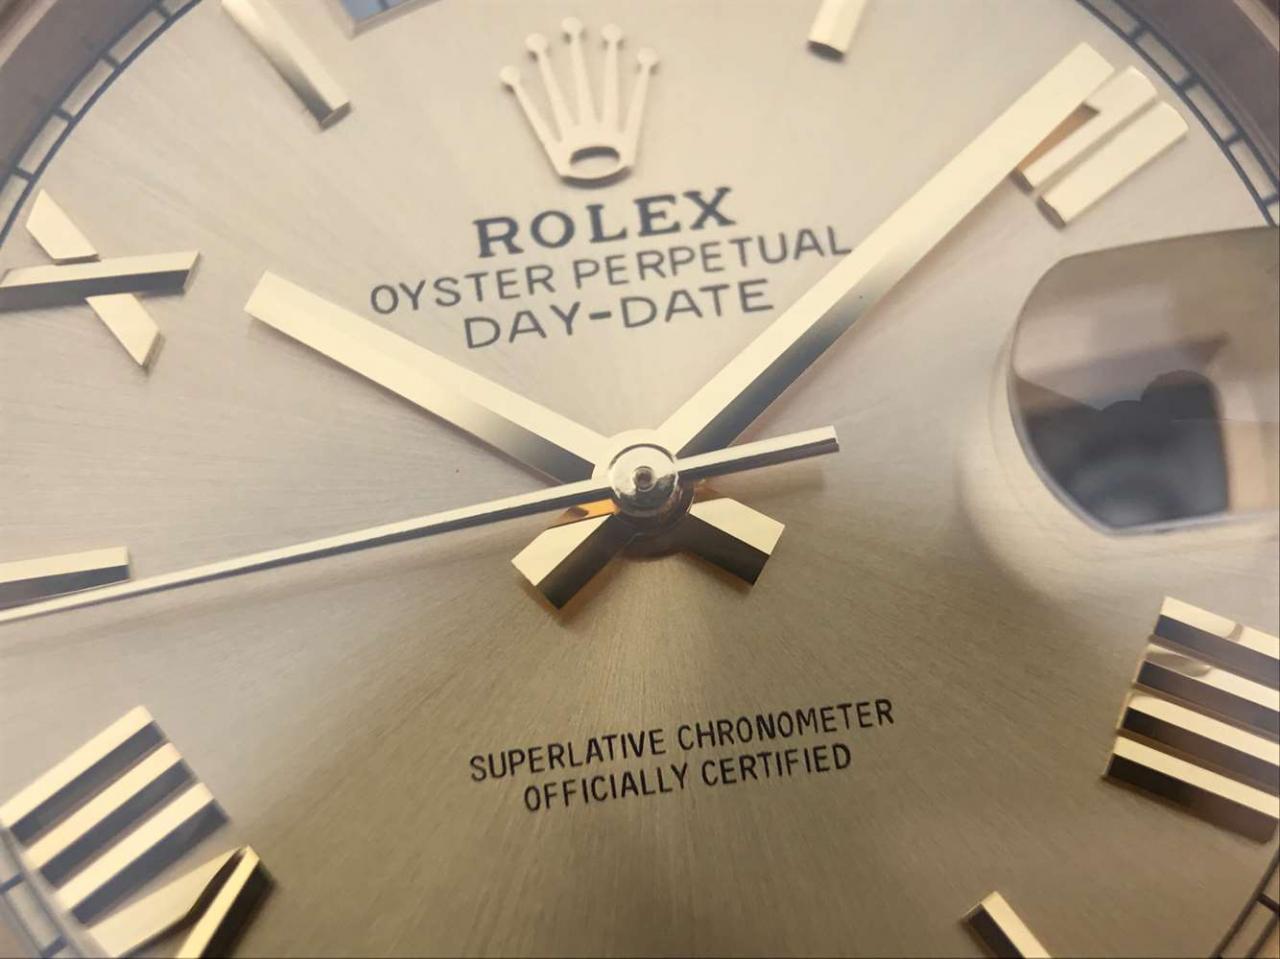 ROLEX
OYSTER PERPETUAL
DAY-DATE
SUPERLATIVE CHRONOMETER
OFFICIALLY CERTIFIED